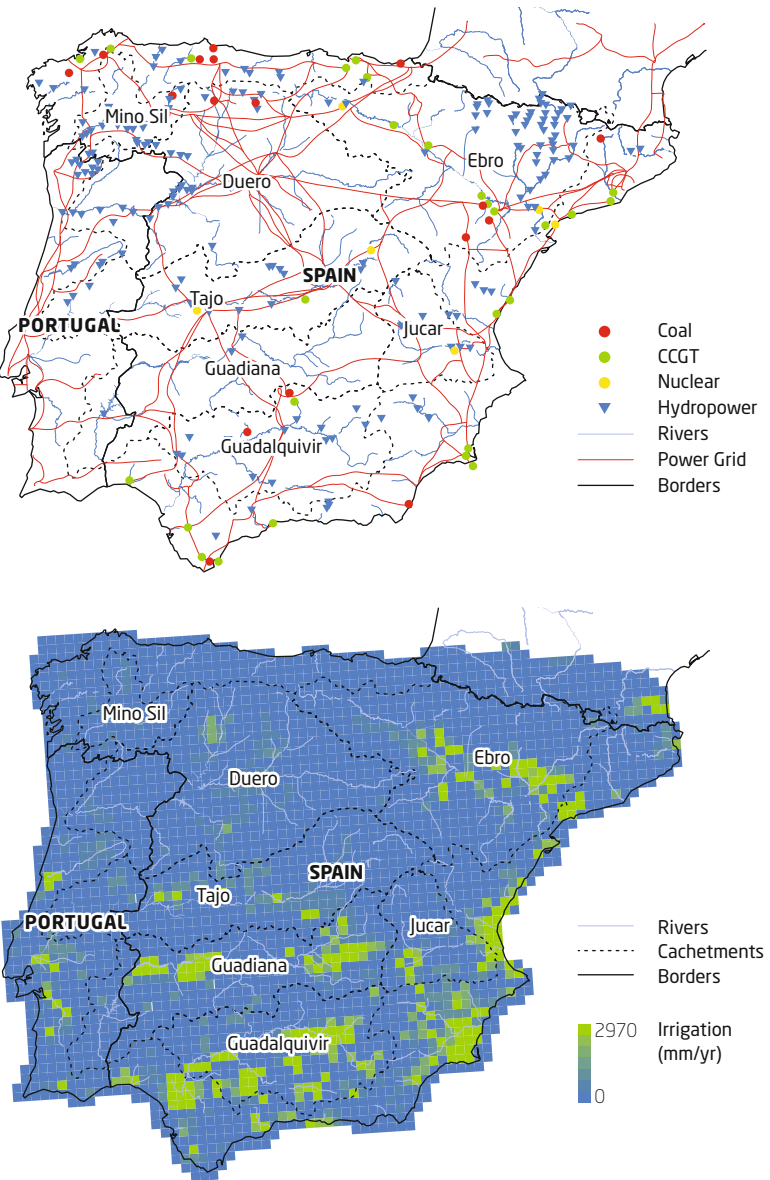 Mino Sil
Ebro
Duero
SPAIN
Tajo
PORTUGAL
Jucar
Guadiana
Guadalquivir
Coal
CCGT
Nuclear
Hydropower
Rivers
Power Grid
Borders
Mino Sil
Ebro
Duero
SPAIN
Tajo
PORTUGAL
Jucar
Guadiana
Guadalquivir
Rivers
Cachetments
Borders
2970 Irrigation
(mm/yr)
0